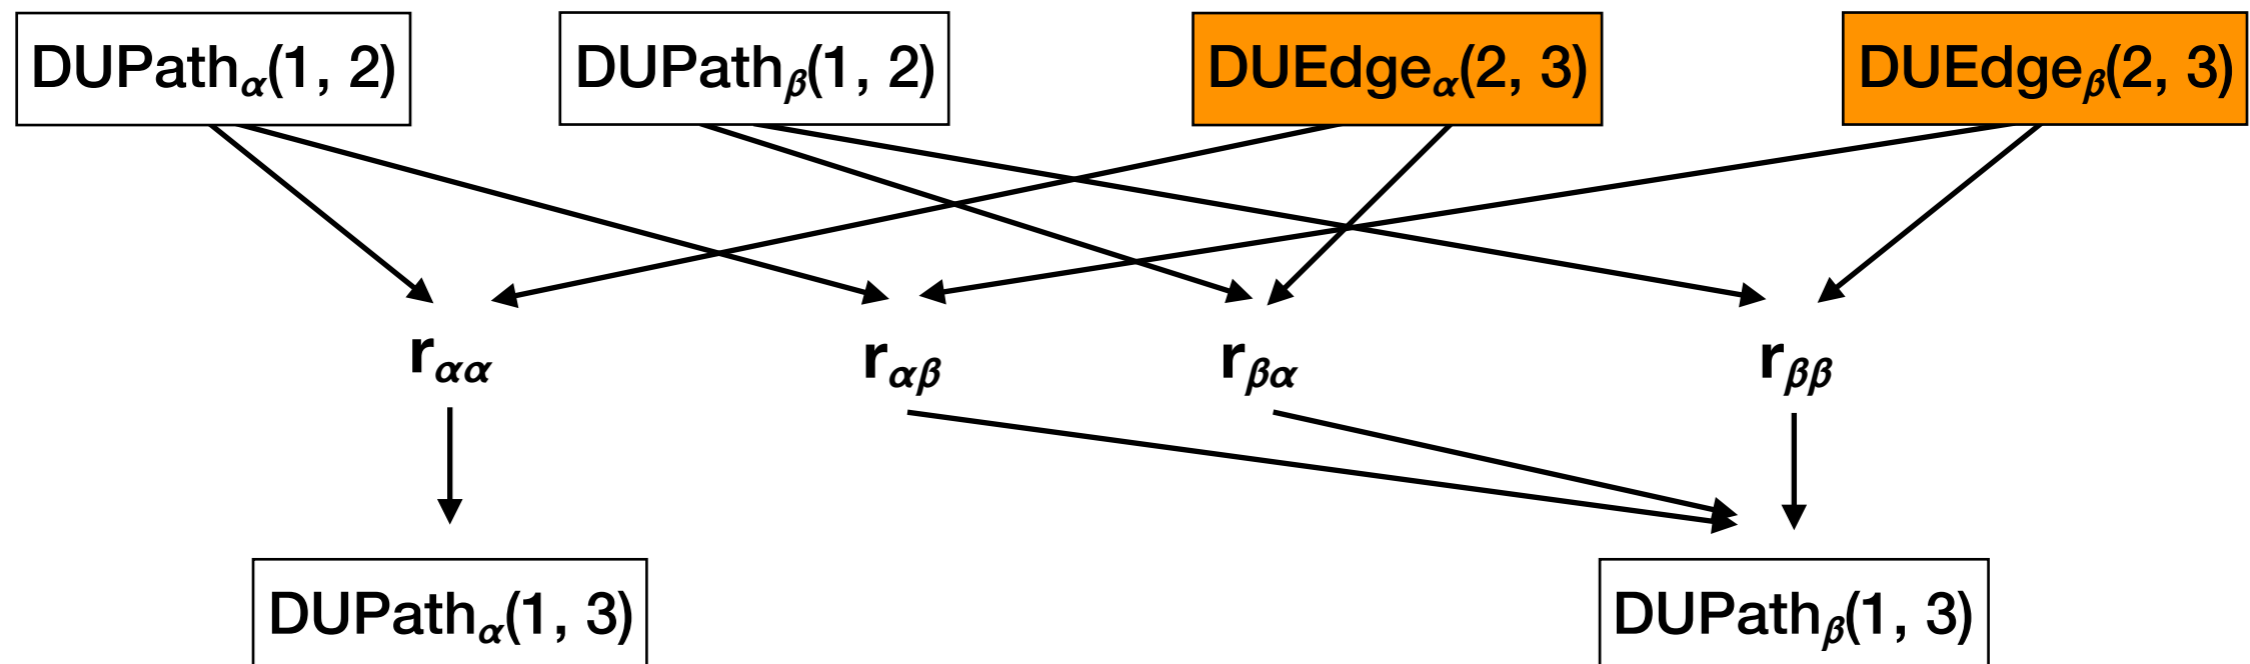 DUPathα(1, 2) DUPathβ(1, 2) DUEdgeα(2, 3) DUEdgeβ(2, 3)
rαα rαβ rβα rββ
DUPathα(1, 3) DUPathβ(1, 3)